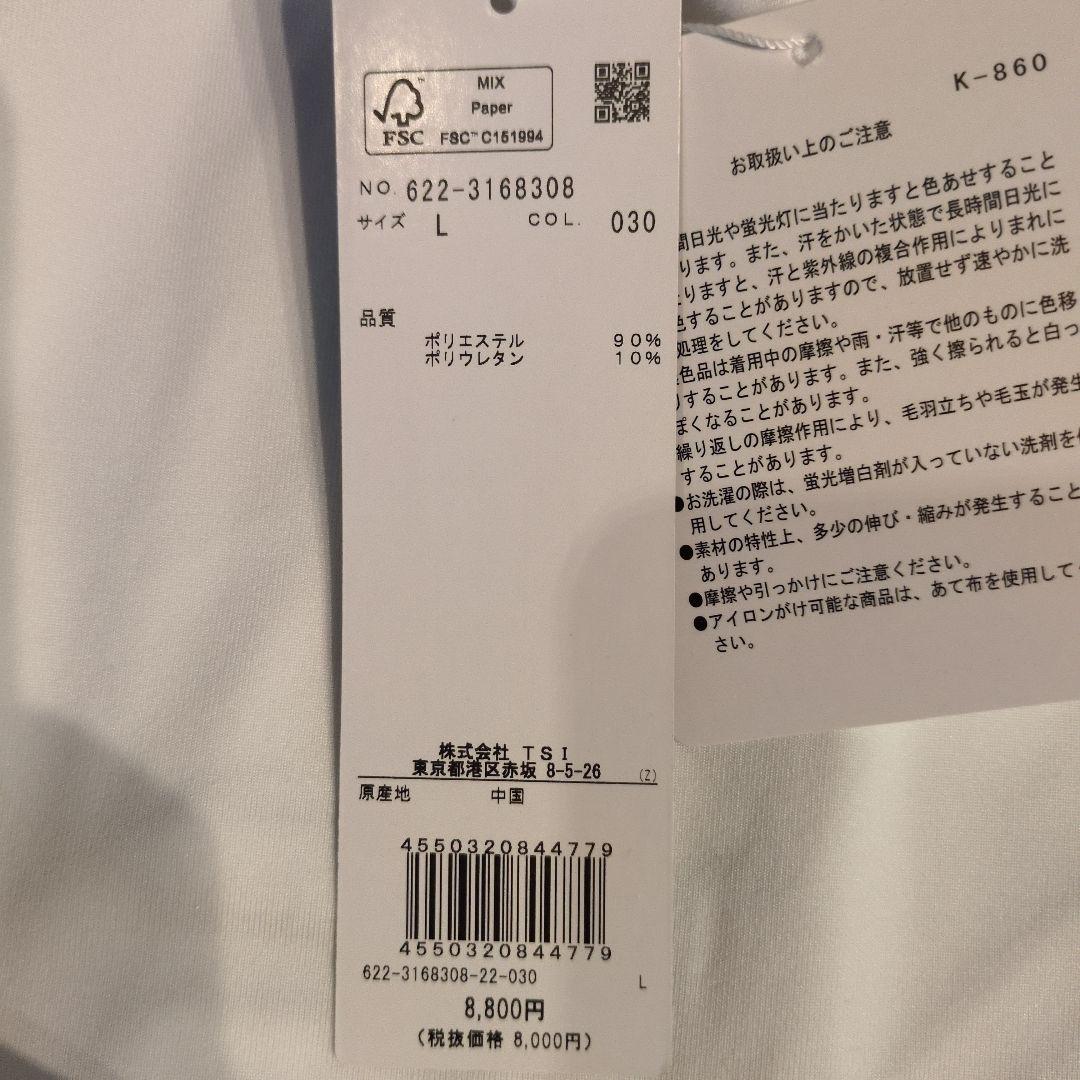 MIX
Paper
FSC™ C151994
FSC
NO. 622-3168308
サイズ L COL. 030
品質
ポリエステル 90%
ポリウレタン 10%
株式会社 TSI
東京都港区赤坂 8-5-26 (Z)
原産地 中国
4550320844779
4550320844779
622-3168308-22-030 L
8,800円
(税抜価格 8,000円)
K-860
お取扱い上のご注意
間日光や蛍光灯に当たりますと色あせすること
ります。また、汗をかいた状態で長時間日光に
りますと、汗と紫外線の複合作用によりまれに
色することがありますので、放置せず速やかに洗
処理をしてください。
色品は着用中の摩擦や雨・汗等で他のものに色移
りすることがあります。また、強く擦られると白っ
ぽくなることがあります。
繰り返しの摩擦作用により、毛羽立ちや毛玉が発生
することがあります。
●お洗濯の際は、蛍光増白剤が入っていない洗剤を使
用してください。
●素材の特性上、多少の伸び・縮みが発生すること
あります。
●摩擦や引っかけにご注意ください。
●アイロンがけ可能な商品は、あて布を使用して
さい。